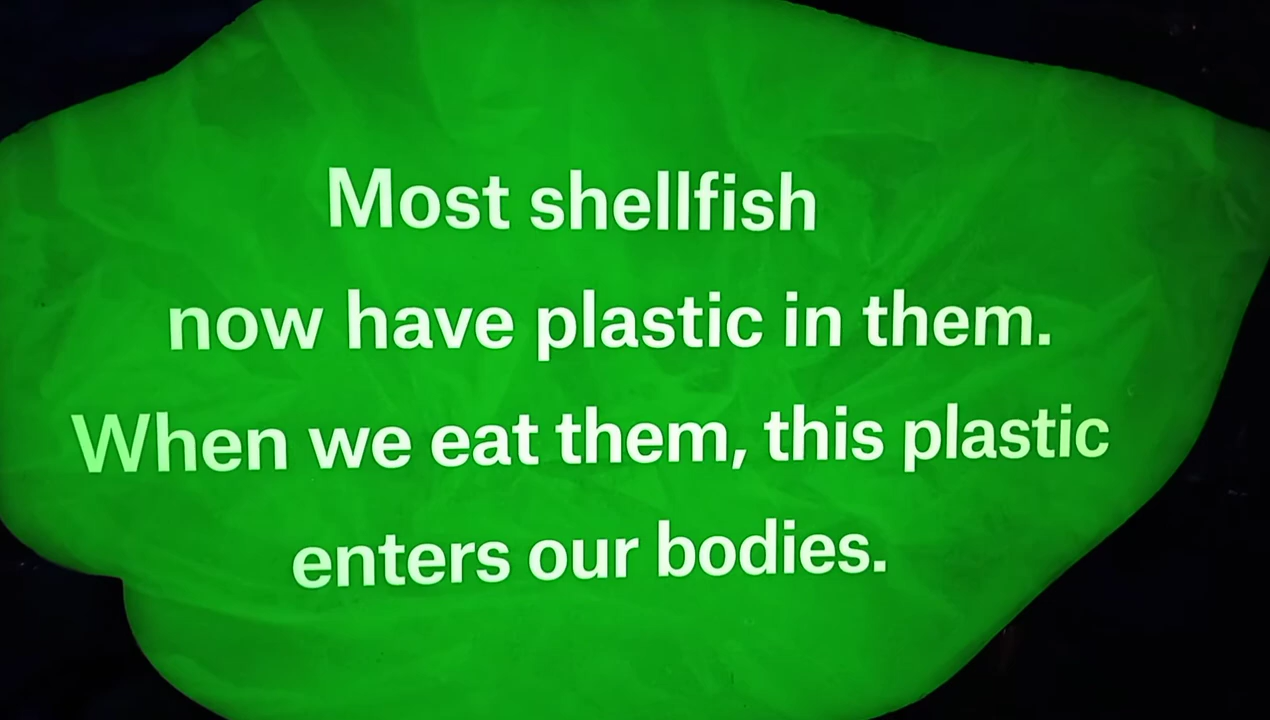 Most shellfish
now have plastic in them.
When we eat them, this plastic
enters our bodies.